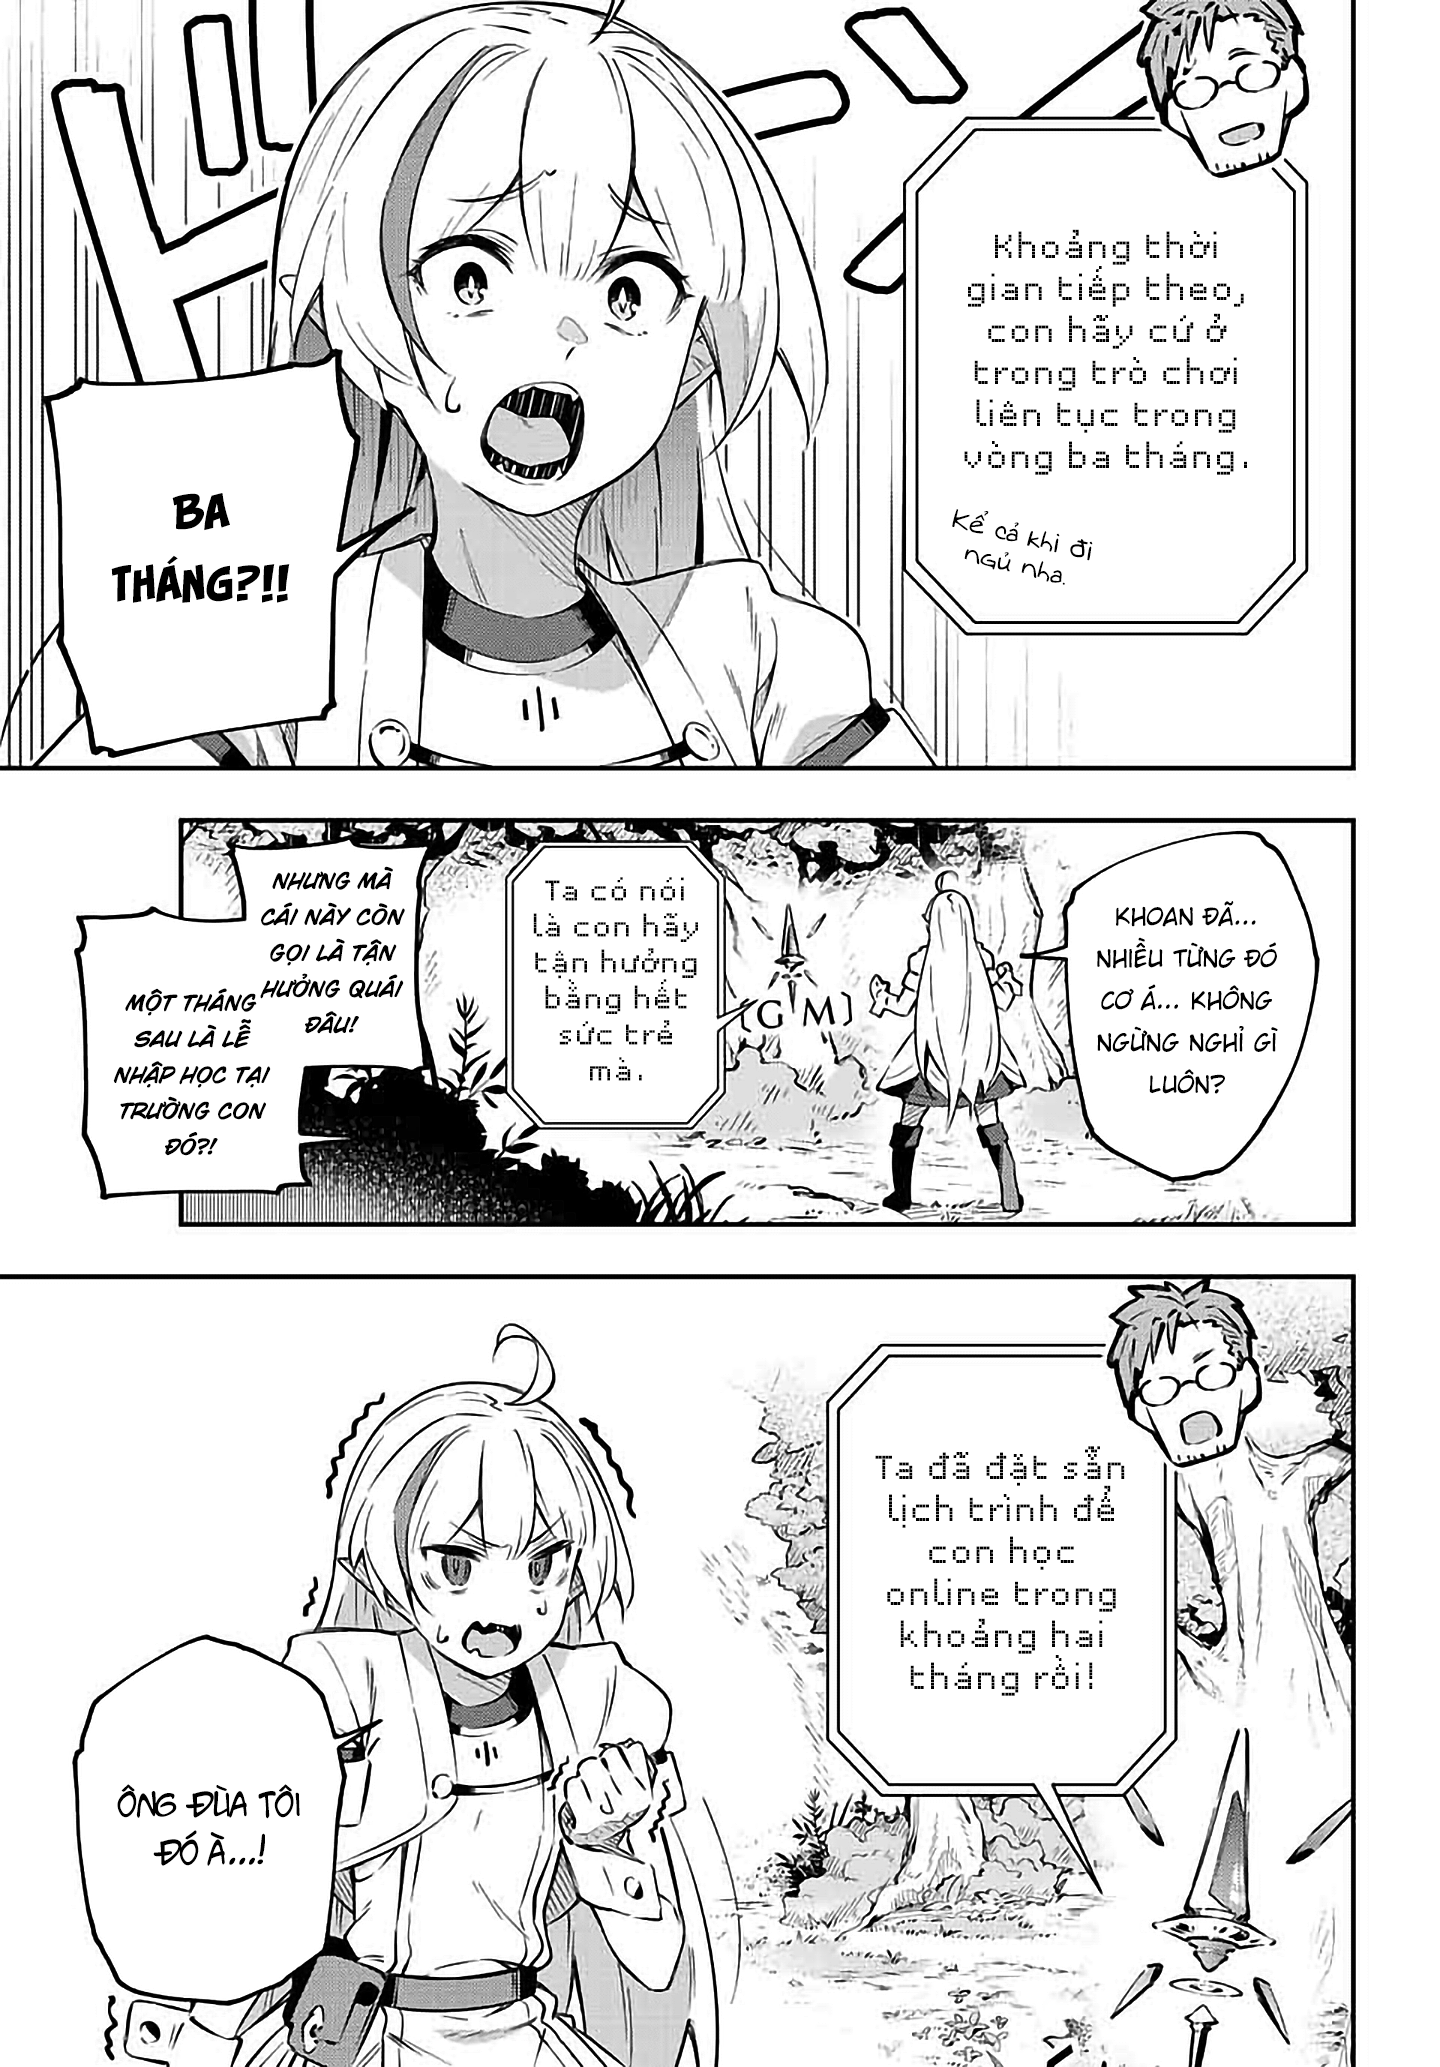 Khoảng thời
gian tiếp theo,
con hãy cứ ở
trong trò chơi
liên tục trong
vòng ba tháng.
Kể cả khi đi
ngủ nha.
BA
THÁNG?!!
KHOAN ĐÃ...
NHIỀU TỪNG ĐÓ
CƠ Á... KHÔNG
NGỪNG NGHỈ GÌ
LUÔN?
[GM]
Ta có nói
là con hãy
tận hưởng
bằng hết
sức trẻ
mà.
NHƯNG MÀ
CÁI NÀY CÒN
GỌI LÀ TẬN
HƯỞNG QUÁI
ĐÂU!
MỘT THÁNG
SAU LÀ LỄ
NHẬP HỌC TẠI
TRƯỜNG CON
ĐÓ?!
Ta đã đặt sẵn
lịch trình để
con học
online trong
khoảng hai
tháng rồi!
ÔNG ĐÙA TÔI
ĐÓ À...!